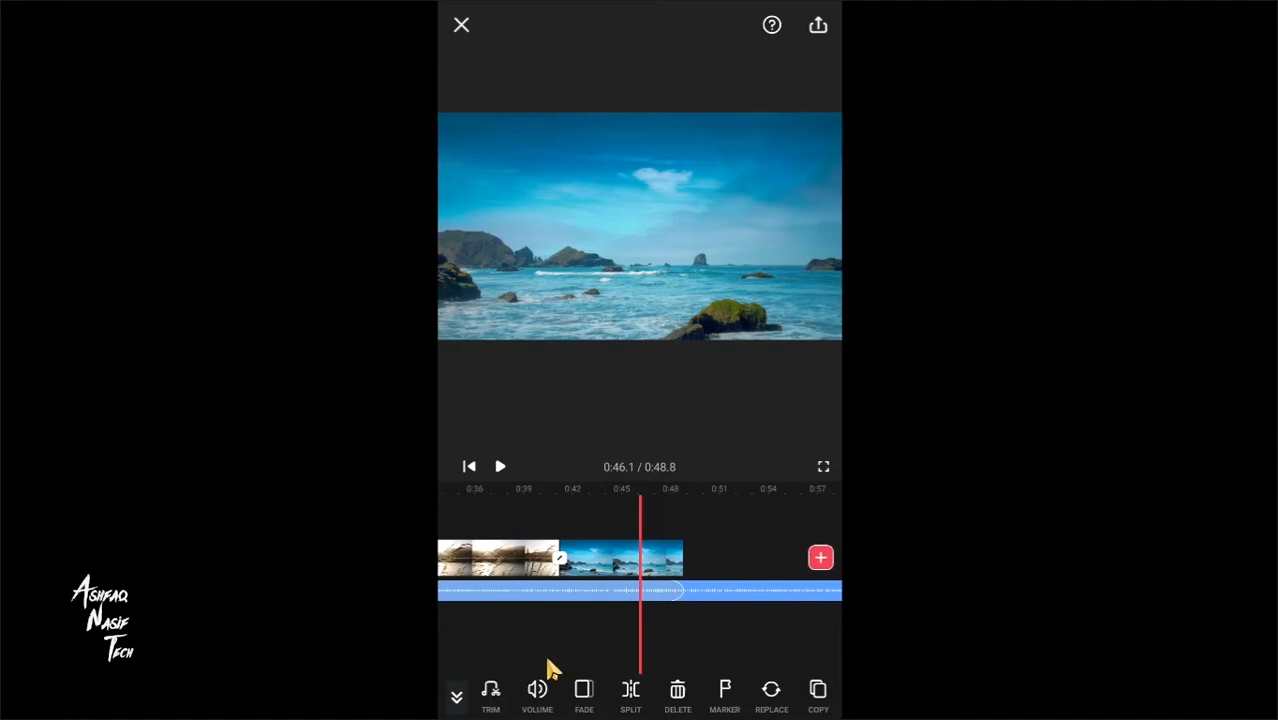 0:46.1 / 0:48.8
0:36 0:39 0:42 0:45 0:48 0:51 0:54 0:57
ASHFAQ
NASIF
TECH
TRIM VOLUME FADE SPLIT DELETE MARKER REPLACE COPY